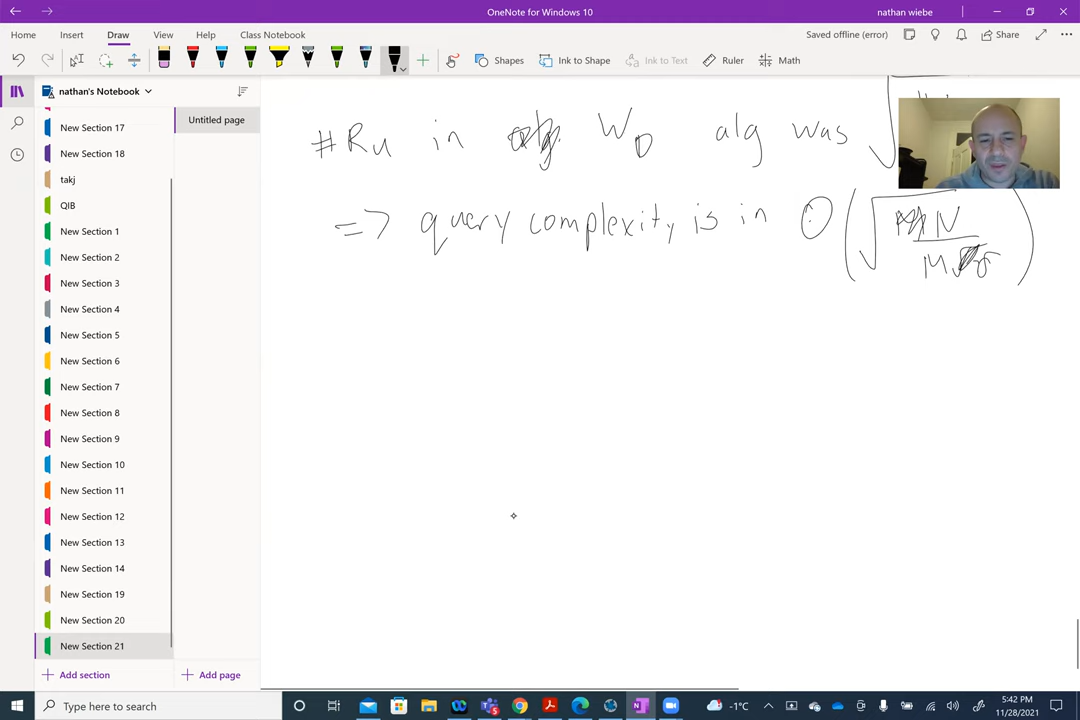 OneNote for Windows 10
nathan wiebe
Home Insert Draw View Help Class Notebook
Saved offline (error) Share
Shapes Ink to Shape Ink to Text Ruler Math
nathan's Notebook
New Section 17
New Section 18
takj
QIB
New Section 1
New Section 2
New Section 3
New Section 4
New Section 5
New Section 6
New Section 7
New Section 8
New Section 9
New Section 10
New Section 11
New Section 12
New Section 13
New Section 14
New Section 19
New Section 20
New Section 21
Add section
Untitled page
Add page
#Ru in W0 alg was √
=> query complexity is in O(√(N/Mδ))
Type here to search
-1°C
5:42 PM
11/28/2021